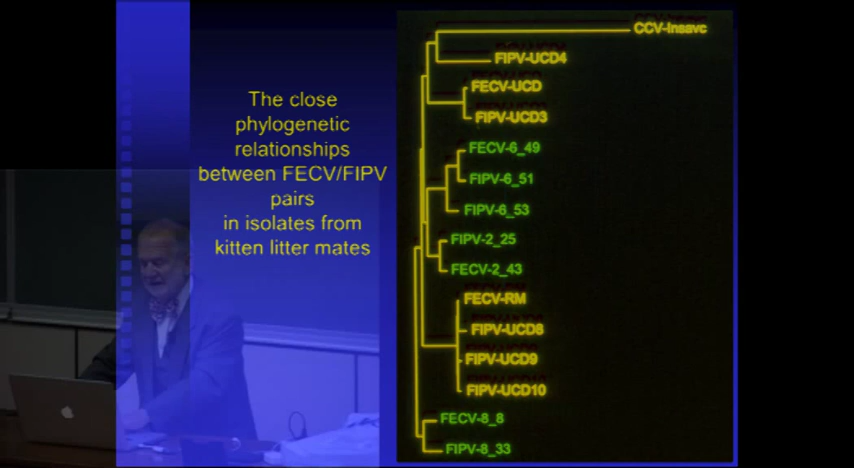 The close
phylogenetic
relationships
between FECV/FIPV
pairs
in isolates from
kitten litter mates
CCV-Insavc
FIPV-UCD4
FECV-UCD
FIPV-UCD3
FECV-6_49
FIPV-6_51
FIPV-6_53
FIPV-2_25
FECV-2_43
FECV-RM
FIPV-UCD8
FIPV-UCD9
FIPV-UCD10
FECV-8_8
FIPV-8_33